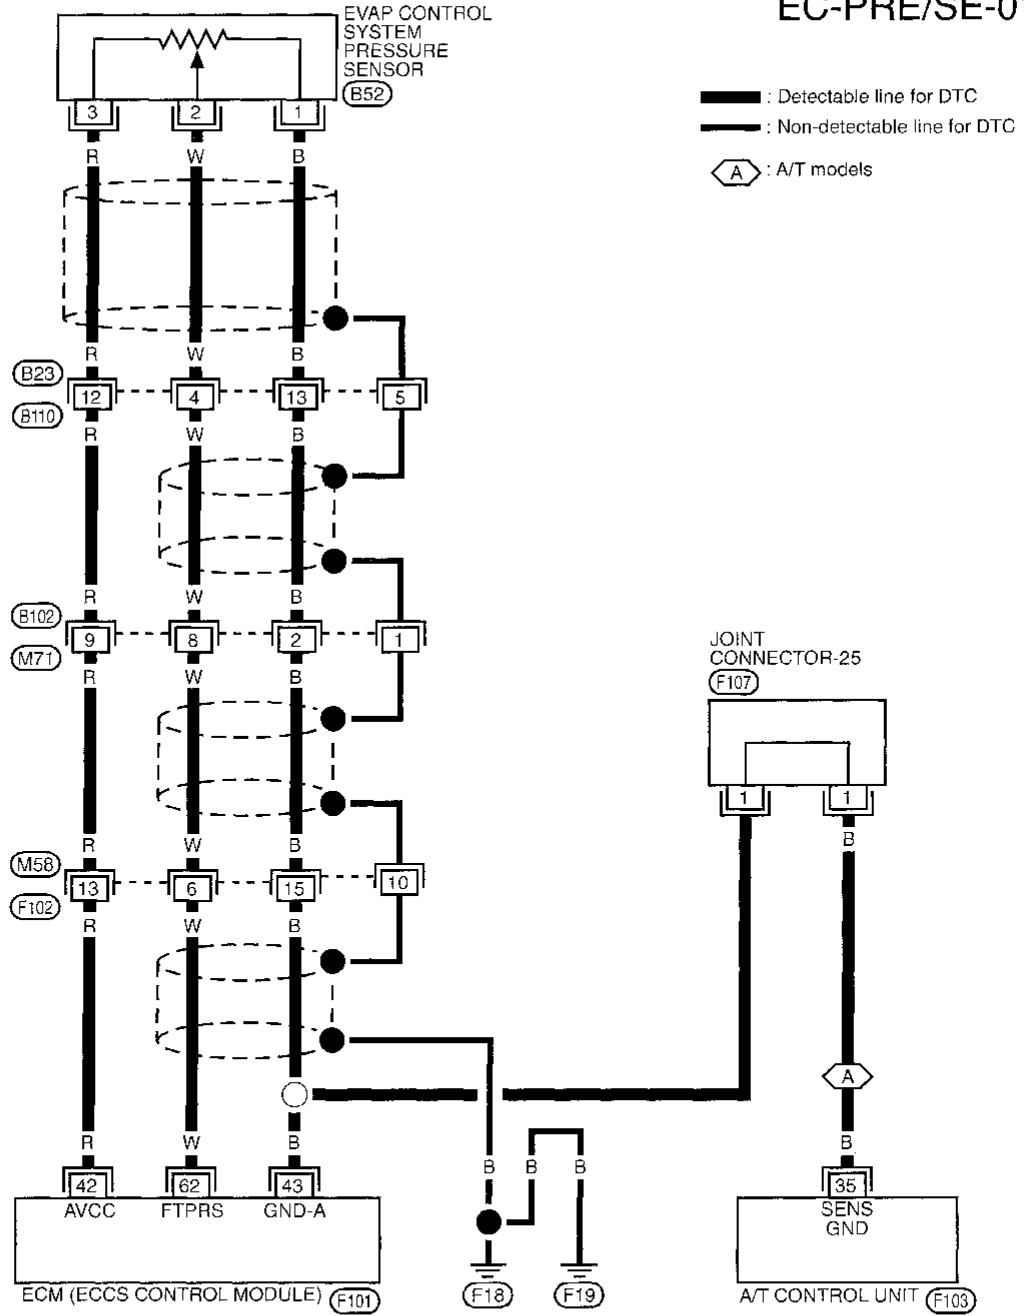 EC-PRE/SE-01
EVAP CONTROL
SYSTEM
PRESSURE
SENSOR
B52
: Detectable line for DTC
: Non-detectable line for DTC
A : A/T models
3 2 1
R W B
R W B
B23
12 4 13 5
B110
R W B
R W B
B102
9 8 2 1
M71
R W B
JOINT
CONNECTOR-25
F107
1 1
B
R W B
M58
13 6 15 10
F102
R W B
A
R W B B B B B
42 62 43 35
AVCC FTPRS GND-A
SENS
GND
ECM (ECCS CONTROL MODULE) F101
F18 F19
A/T CONTROL UNIT F103